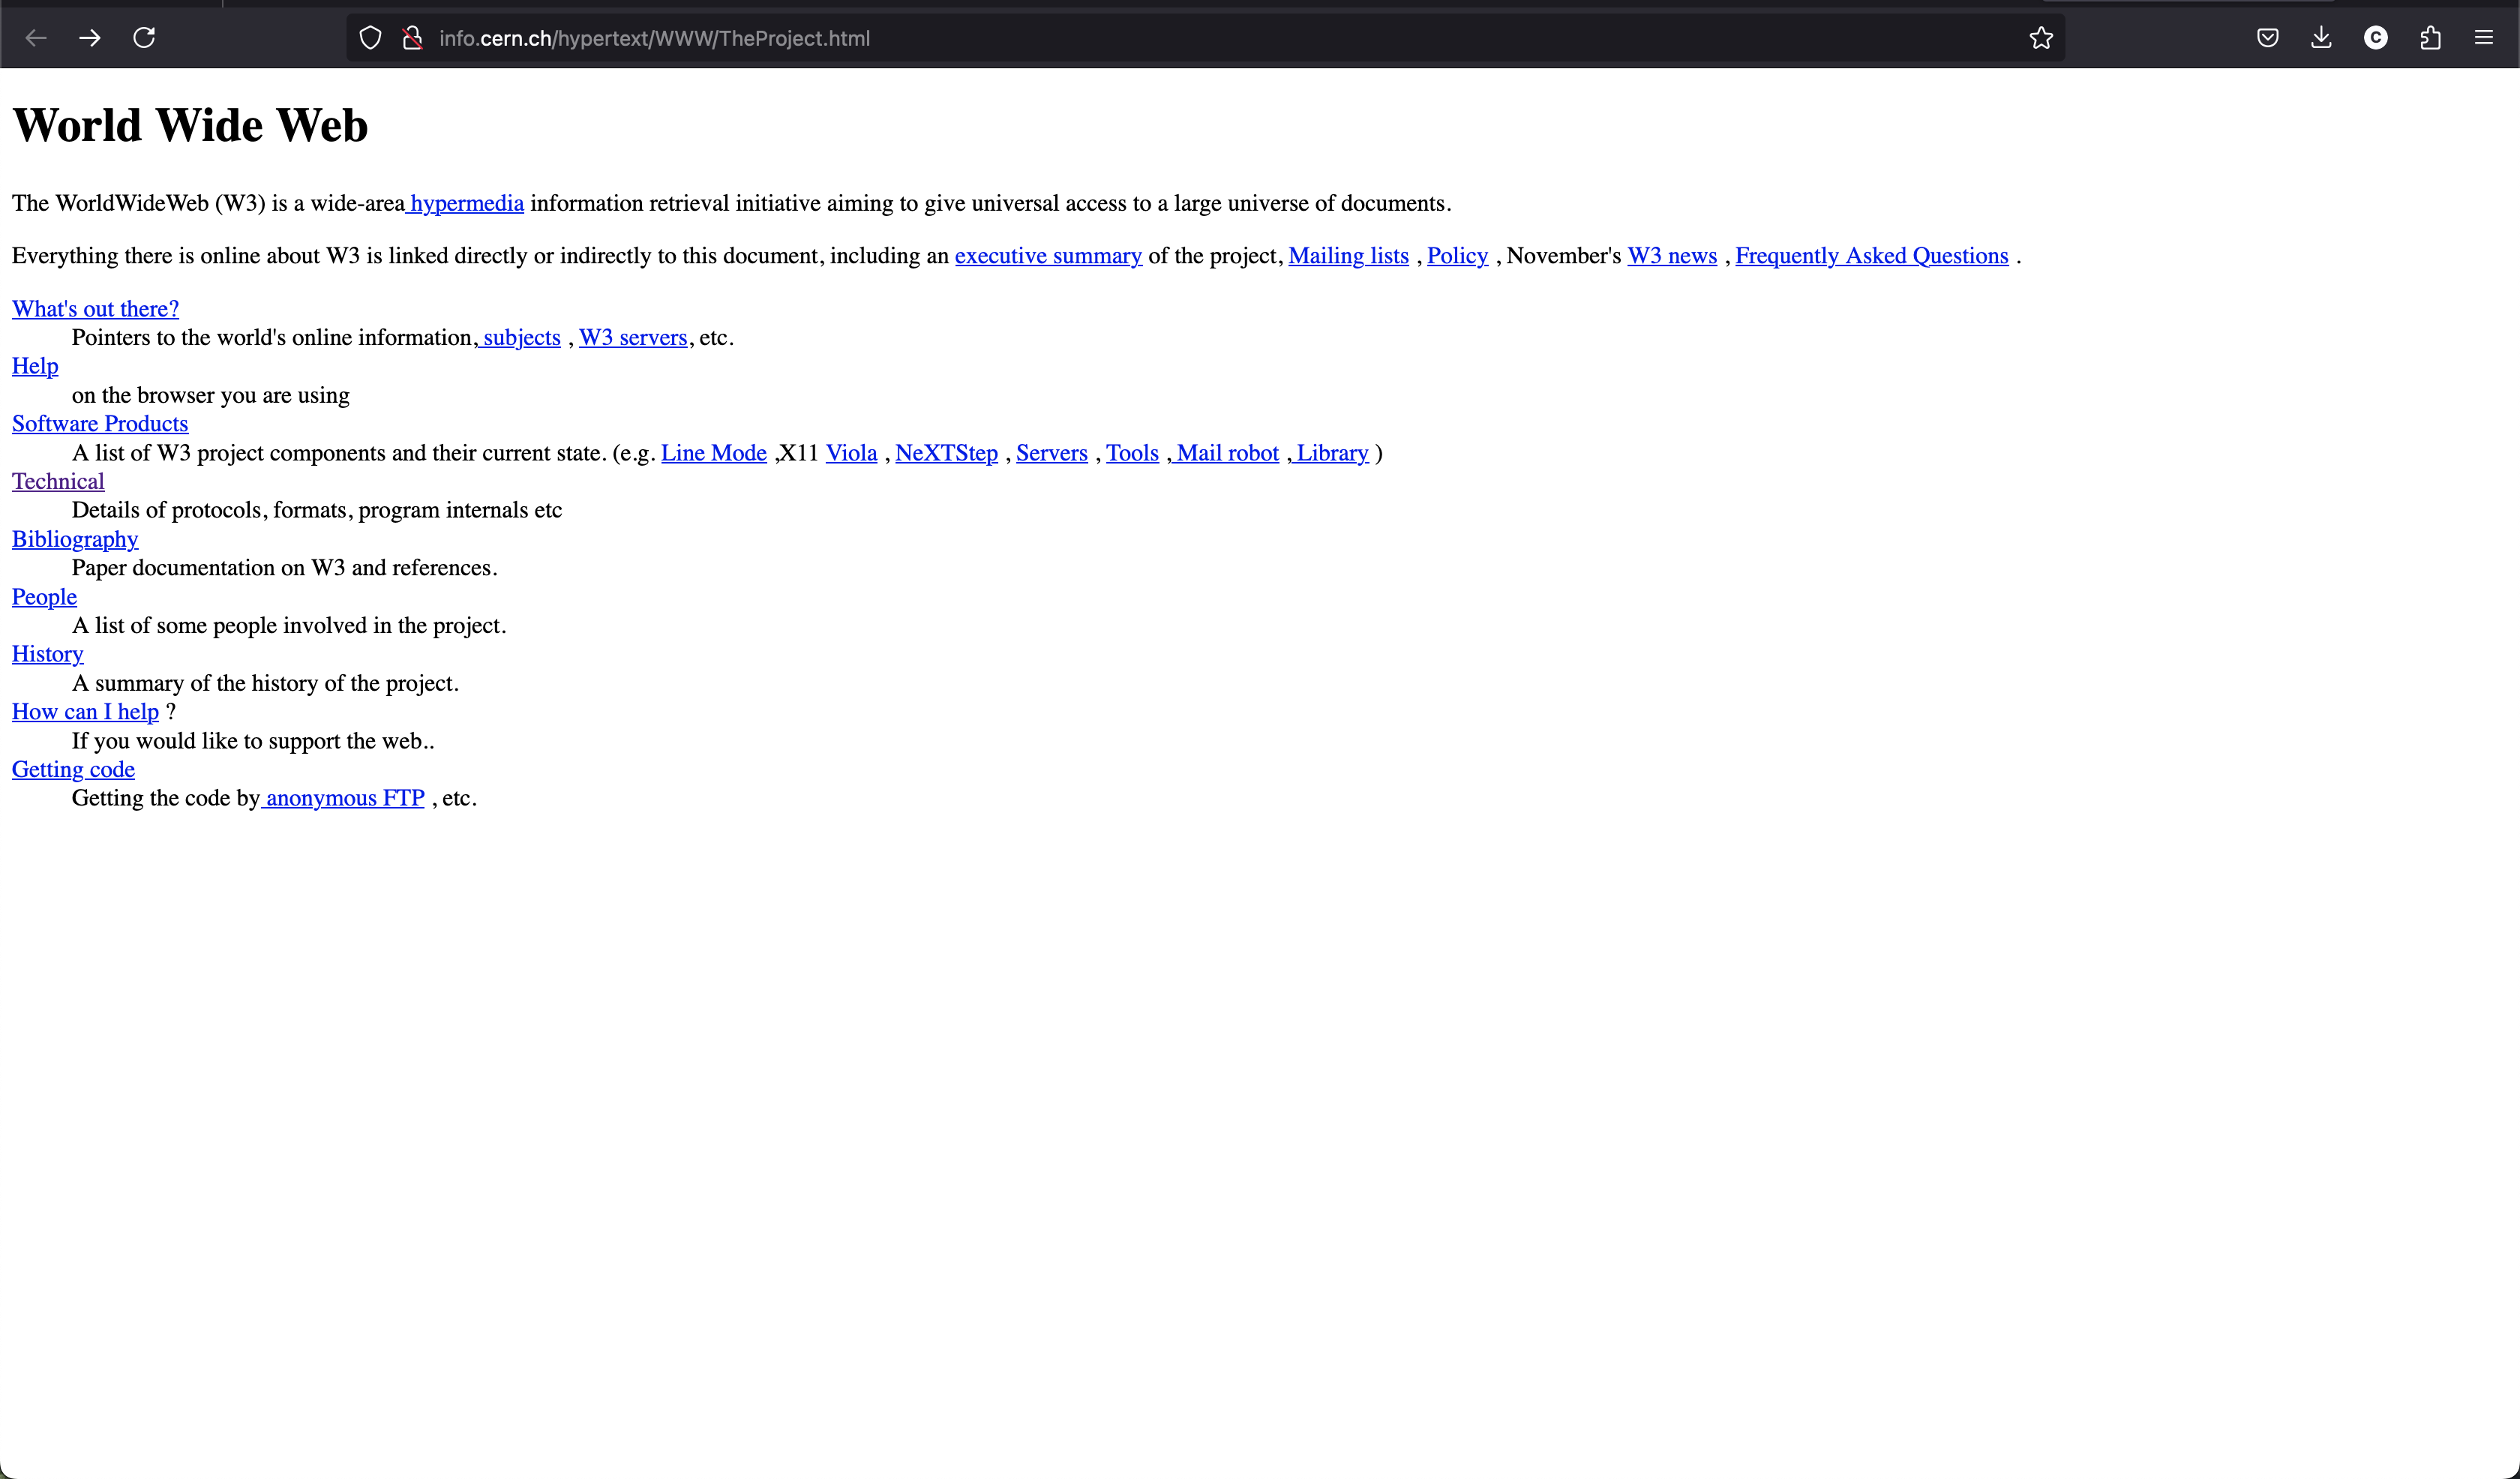 info.cern.ch/hypertext/WWW/TheProject.html
C
World Wide Web
The WorldWideWeb (W3) is a wide-area hypermedia information retrieval initiative aiming to give universal access to a large universe of documents.
Everything there is online about W3 is linked directly or indirectly to this document, including an executive summary of the project, Mailing lists , Policy , November's W3 news , Frequently Asked Questions .
What's out there?
Pointers to the world's online information, subjects , W3 servers, etc.
Help
on the browser you are using
Software Products
A list of W3 project components and their current state. (e.g. Line Mode ,X11 Viola , NeXTStep , Servers , Tools , Mail robot , Library )
Technical
Details of protocols, formats, program internals etc
Bibliography
Paper documentation on W3 and references.
People
A list of some people involved in the project.
History
A summary of the history of the project.
How can I help ?
If you would like to support the web..
Getting code
Getting the code by anonymous FTP , etc.